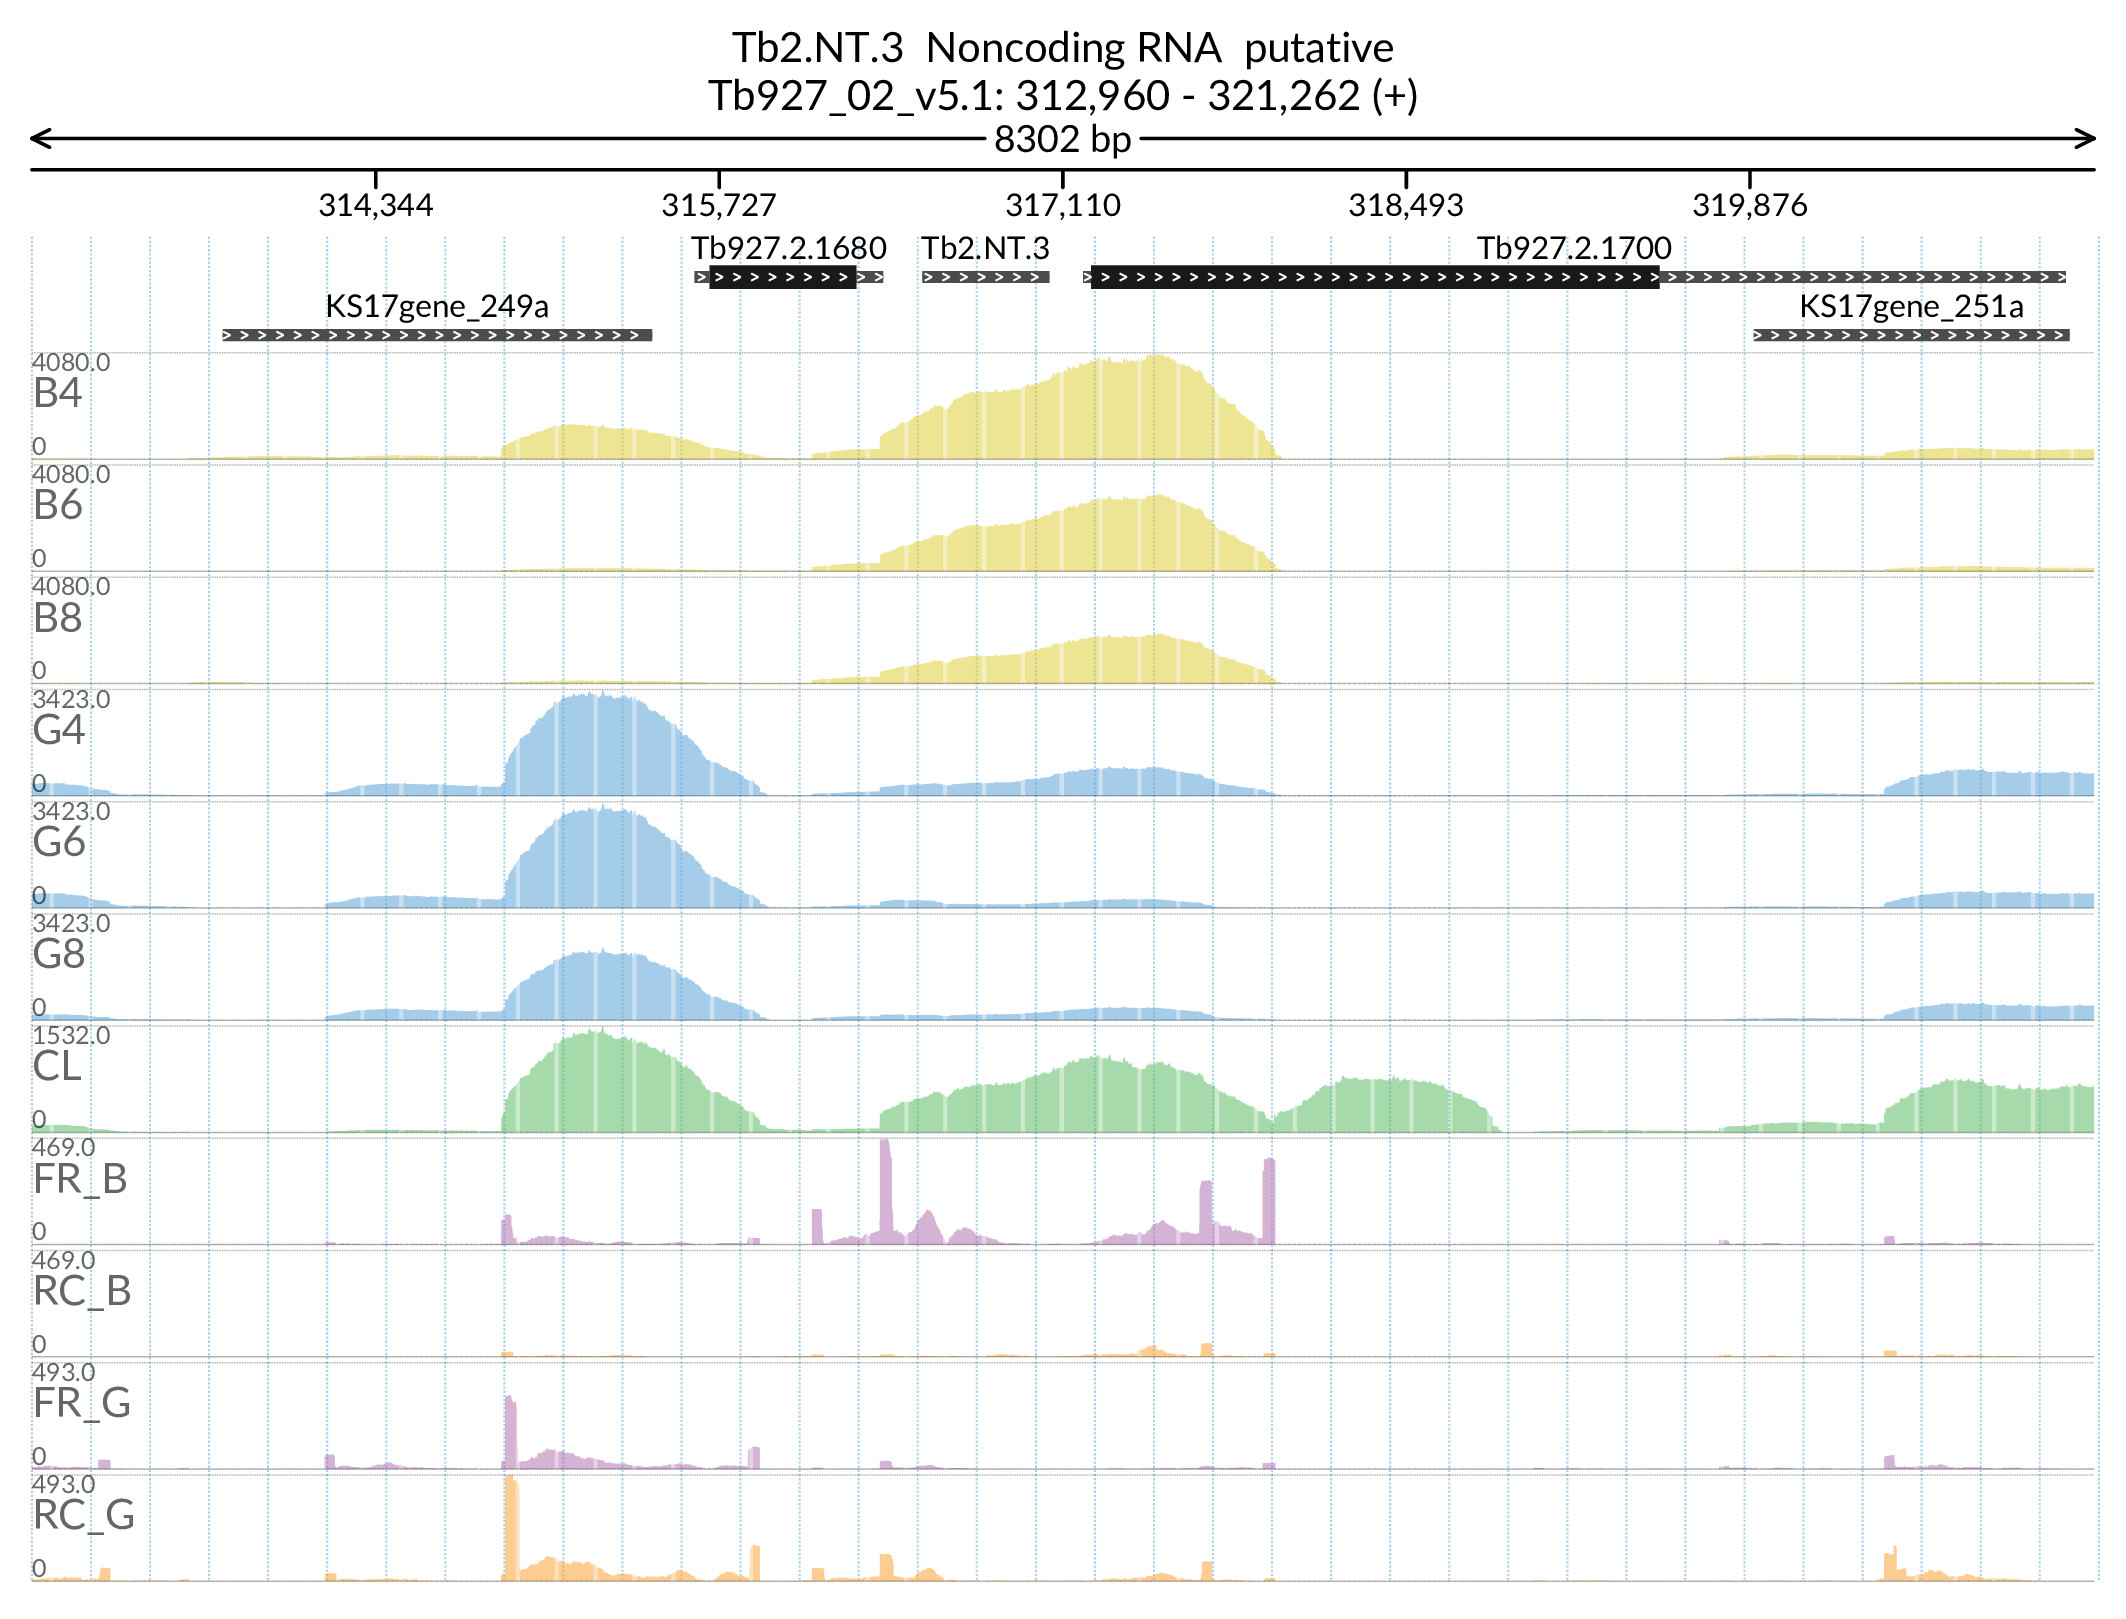 Tb2.NT.3 Noncoding RNA putative
Tb927_02_v5.1: 312,960 - 321,262 (+)
8302 bp
314,344 315,727 317,110 318,493 319,876
Tb927.2.1680 Tb2.NT.3 Tb927.2.1700
KS17gene_249a KS17gene_251a
4080.0
B4
0
4080.0
B6
0
4080.0
B8
0
3423.0
G4
0
3423.0
G6
0
3423.0
G8
0
1532.0
CL
0
469.0
FR_B
0
469.0
RC_B
0
493.0
FR_G
0
493.0
RC_G
0